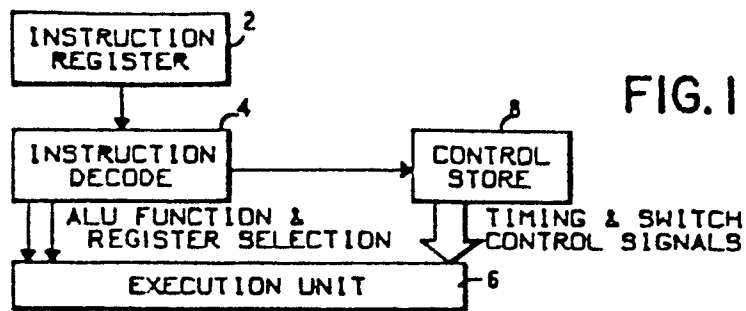 INSTRUCTION
REGISTER
2
FIG. 1
INSTRUCTION
DECODE
4
CONTROL
STORE
8
ALU FUNCTION &
REGISTER SELECTION
TIMING & SWITCH
CONTROL SIGNALS
EXECUTION UNIT
6